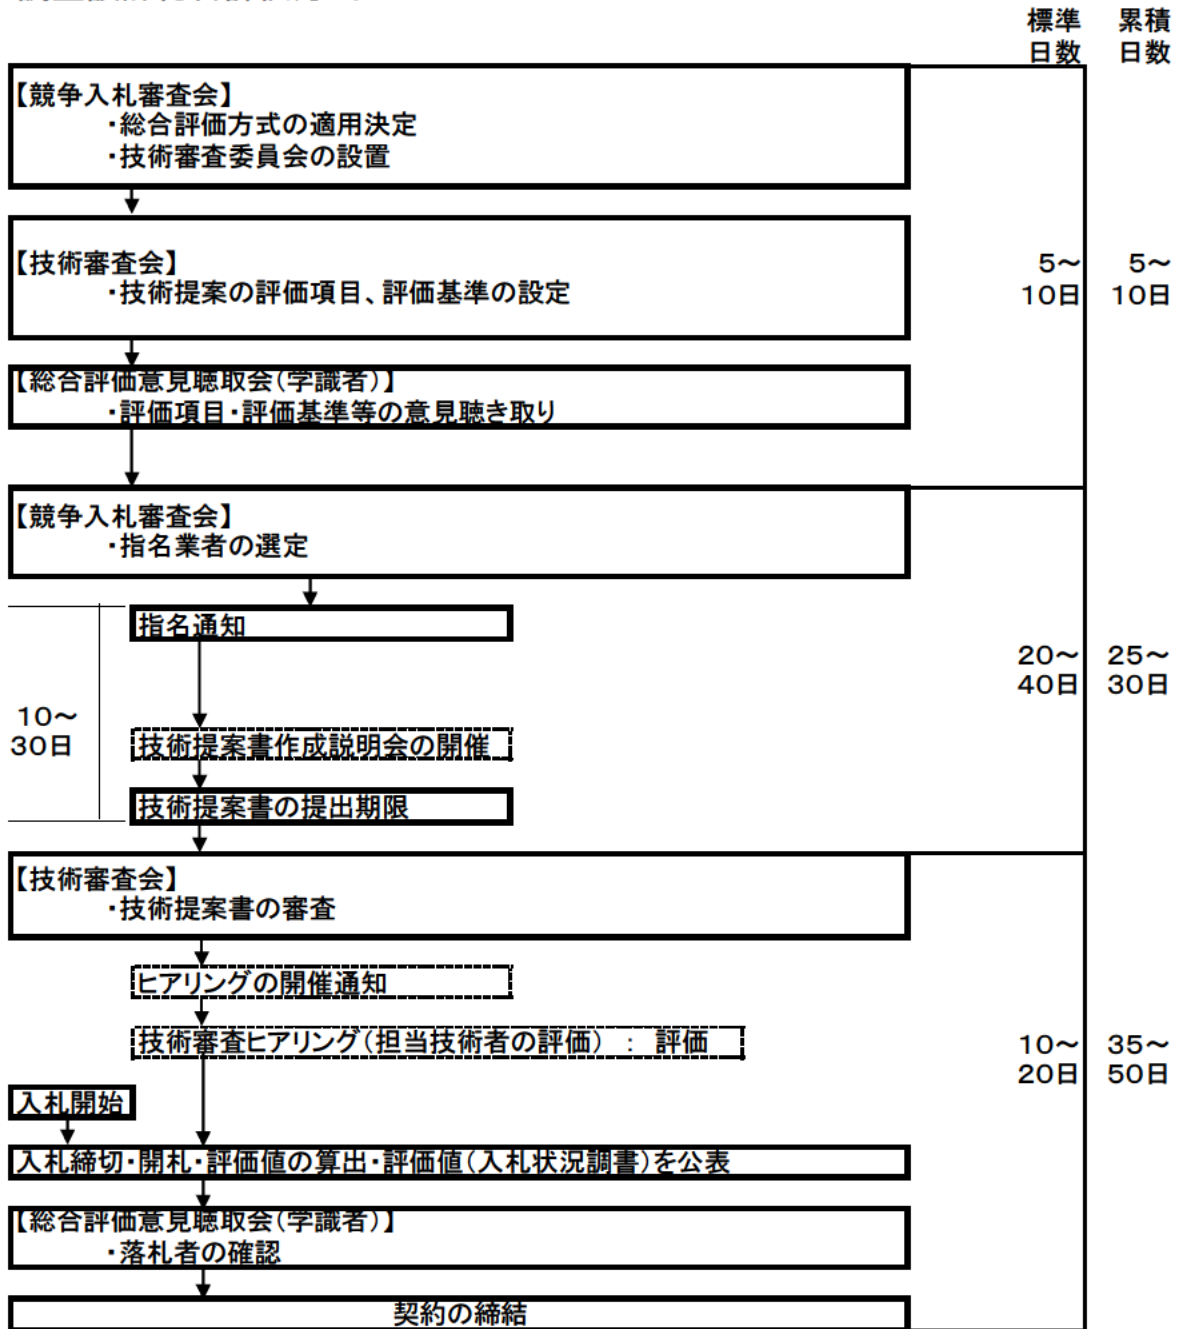 標準 累積
日数 日数
【競争入札審査会】
・総合評価方式の適用決定
・技術審査委員会の設置
【技術審査会】
・技術提案の評価項目、評価基準の設定
5～ 5～
10日 10日
【総合評価意見聴取会(学識者)】
・評価項目・評価基準等の意見聴き取り
【競争入札審査会】
・指名業者の選定
指名通知
20～ 25～
40日 30日
10～
30日
技術提案書作成説明会の開催
技術提案書の提出期限
【技術審査会】
・技術提案書の審査
ヒアリングの開催通知
技術審査ヒアリング(担当技術者の評価) ： 評価
10～ 35～
20日 50日
入札開始
入札締切・開札・評価値の算出・評価値(入札状況調書)を公表
【総合評価意見聴取会(学識者)】
・落札者の確認
契約の締結